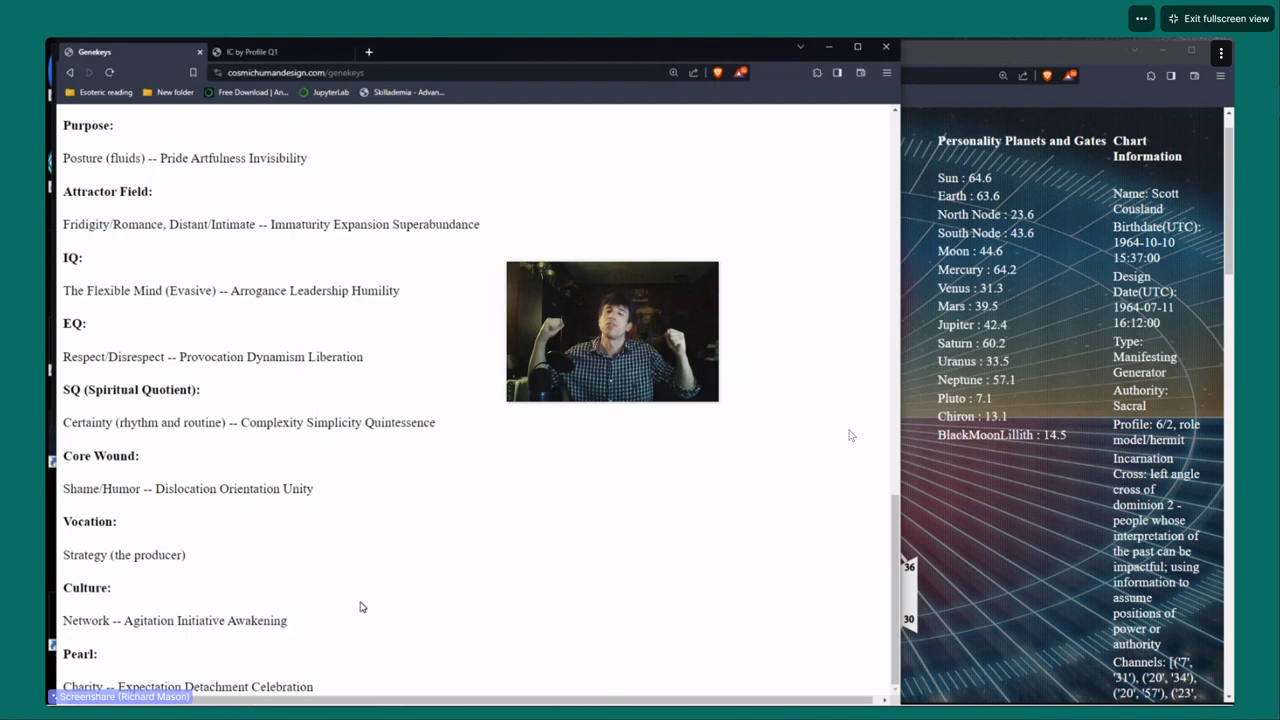 Exit fullscreen view
Genekeys
IC by Profile Q1
cosmichumandesign.com/genekeys
Esoteric reading
New folder
Free Download | An...
JupyterLab
Skillademia - Advan...
Purpose:
Posture (fluids) -- Pride Artfulness Invisibility
Attractor Field:
Fridigity/Romance, Distant/Intimate -- Immaturity Expansion Superabundance
IQ:
The Flexible Mind (Evasive) -- Arrogance Leadership Humility
EQ:
Respect/Disrespect -- Provocation Dynamism Liberation
SQ (Spiritual Quotient):
Certainty (rhythm and routine) -- Complexity Simplicity Quintessence
Core Wound:
Shame/Humor -- Dislocation Orientation Unity
Vocation:
Strategy (the producer)
Culture:
Network -- Agitation Initiative Awakening
Pearl:
Charity -- Expectation Detachment Celebration
Screenshare (Richard Mason)
Personality Planets and Gates
Sun : 64.6
Earth : 63.6
North Node : 23.6
South Node : 43.6
Moon : 44.6
Mercury : 64.2
Venus : 31.3
Mars : 39.5
Jupiter : 42.4
Saturn : 60.2
Uranus : 33.5
Neptune : 57.1
Pluto : 7.1
Chiron : 13.1
BlackMoonLillith : 14.5
36
30
Chart
Information
Name: Scott
Cousland
Birthdate(UTC):
1964-10-10
15:37:00
Design
Date(UTC):
1964-07-11
16:12:00
Type:
Manifesting
Generator
Authority:
Sacral
Profile: 6/2, role
model/hermit
Incarnation
Cross: left angle
cross of
dominion 2 -
people whose
interpretation of
the past can be
impactful; using
information to
assume
positions of
power or
authority
Channels: [('7',
'31'), ('20', '34'),
('20', '57'), ('23',